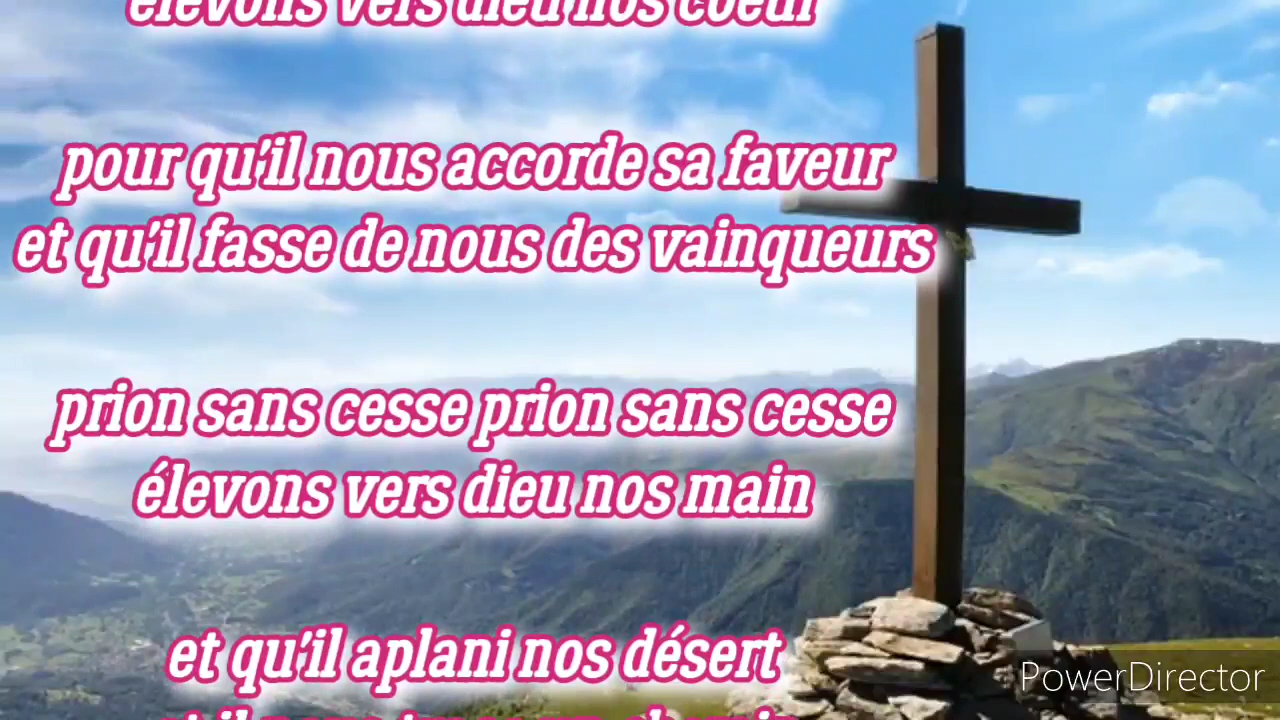 élevons vers dieu nos coeur
pour qu'il nous accorde sa faveur
et qu'il fasse de nous des vainqueurs
prion sans cesse prion sans cesse
élevons vers dieu nos main
et qu'il aplani nos désert
PowerDirector